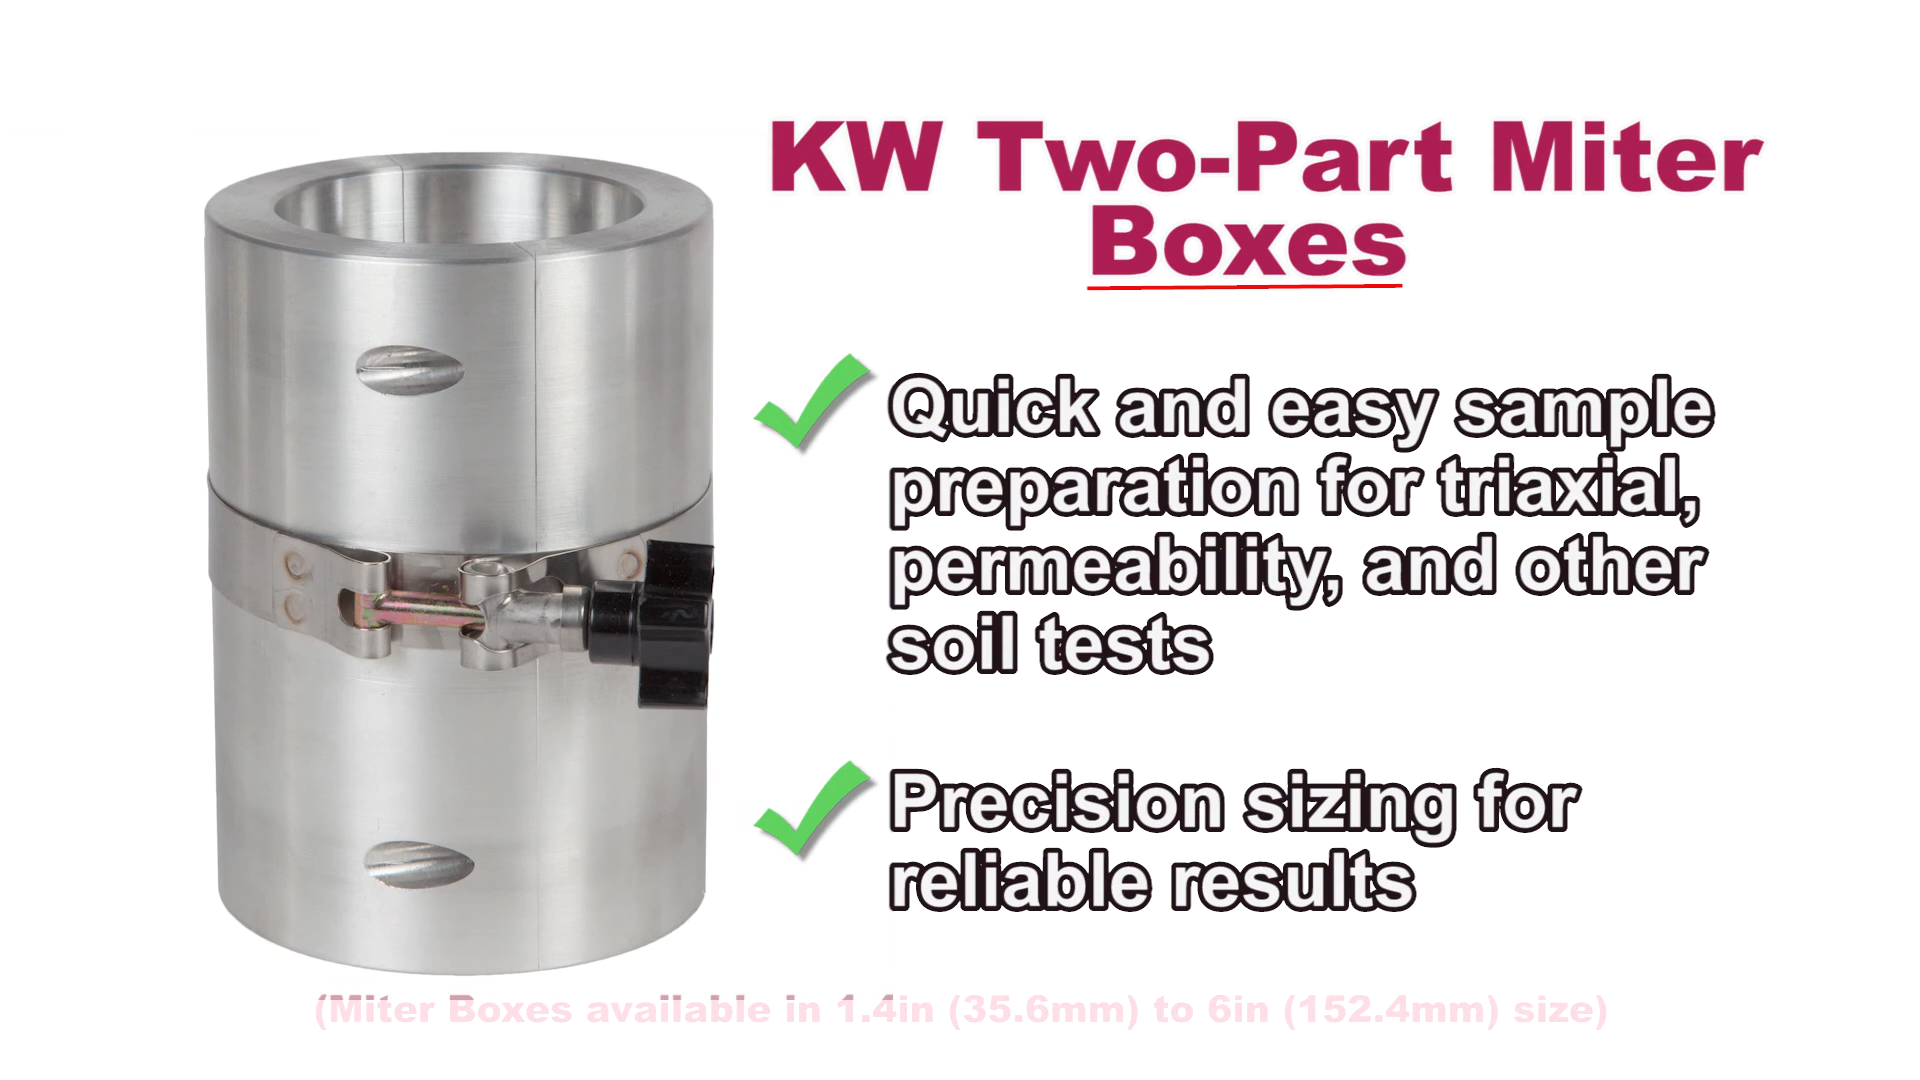 KW Two-Part Miter
Boxes
Quick and easy sample
preparation for triaxial,
permeability, and other
soil tests
Precision sizing for
reliable results
(Miter Boxes available in 1.4in (35.6mm) to 6in (152.4mm) size)